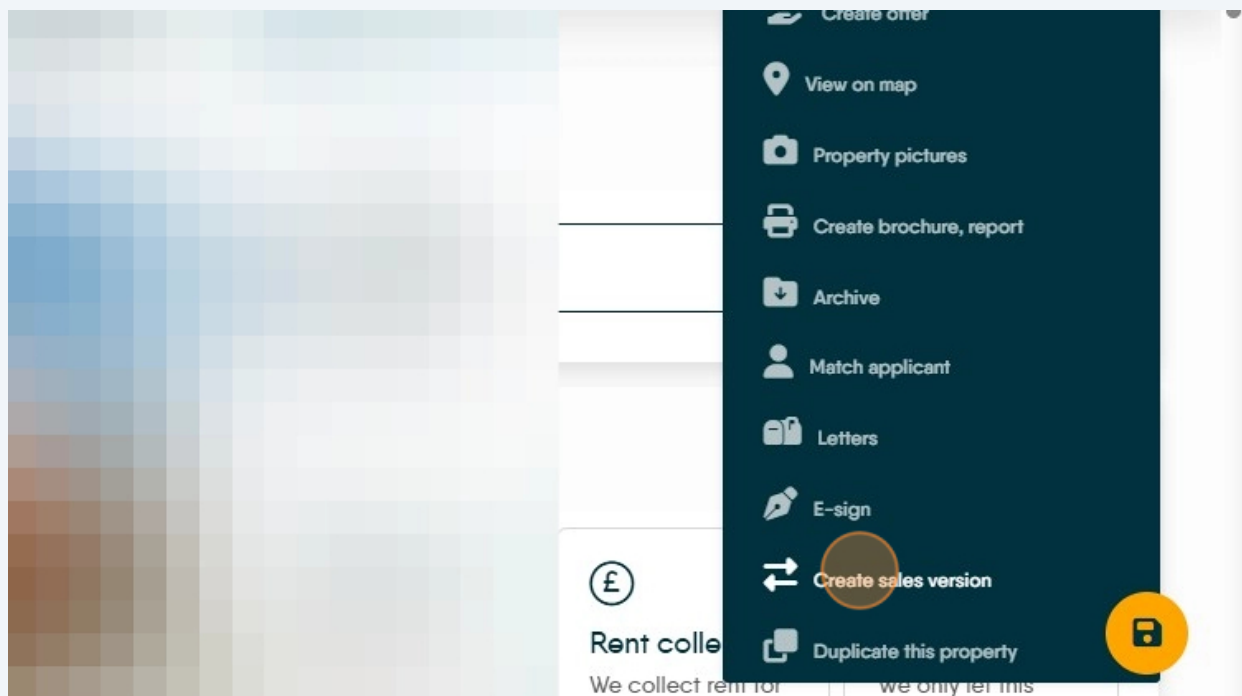 Create offer
View on map
Property pictures
Create brochure, report
Archive
Match applicant
Letters
E-sign
Create sales version
Duplicate this property
£
Rent colle
We collect rent for
We only let this